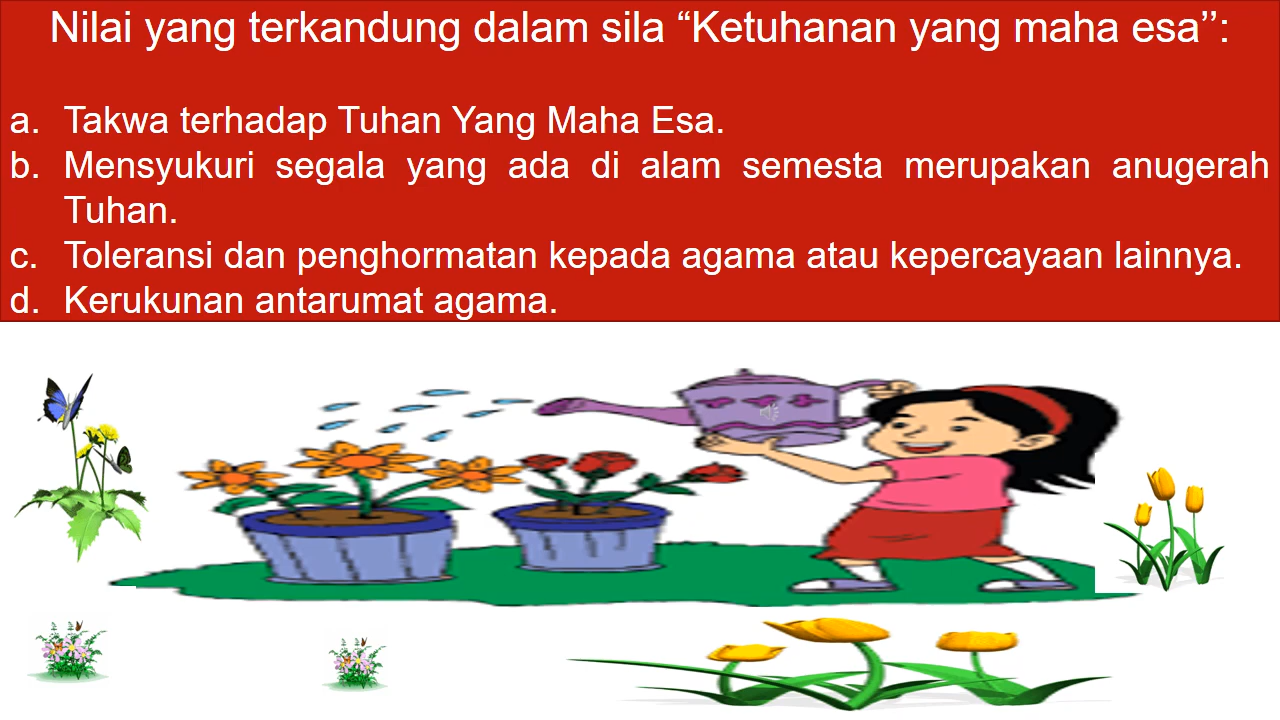 Nilai yang terkandung dalam sila “Ketuhanan yang maha esa’’:
a. Takwa terhadap Tuhan Yang Maha Esa.
b. Mensyukuri segala yang ada di alam semesta merupakan anugerah
Tuhan.
c. Toleransi dan penghormatan kepada agama atau kepercayaan lainnya.
d. Kerukunan antarumat agama.